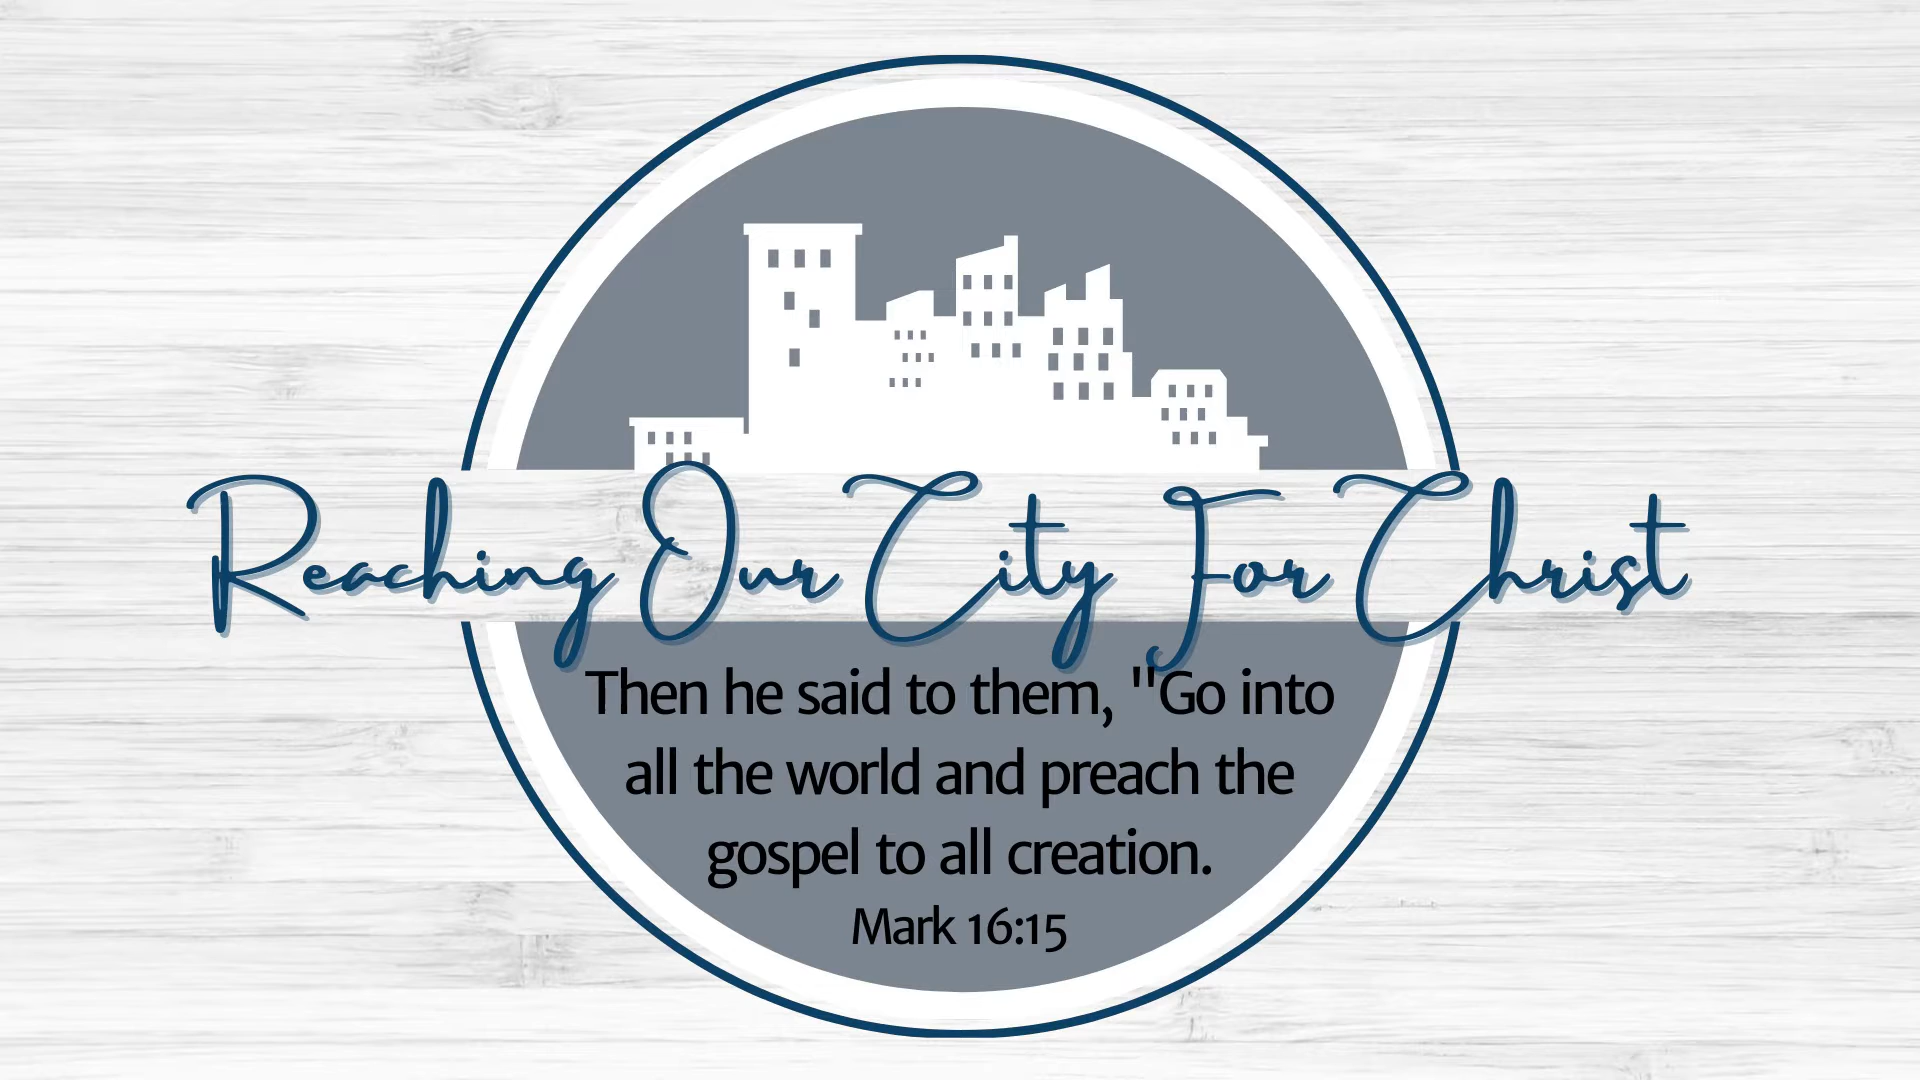 Reaching Our City For Christ
Then he said to them, "Go into
all the world and preach the
gospel to all creation.
Mark 16:15